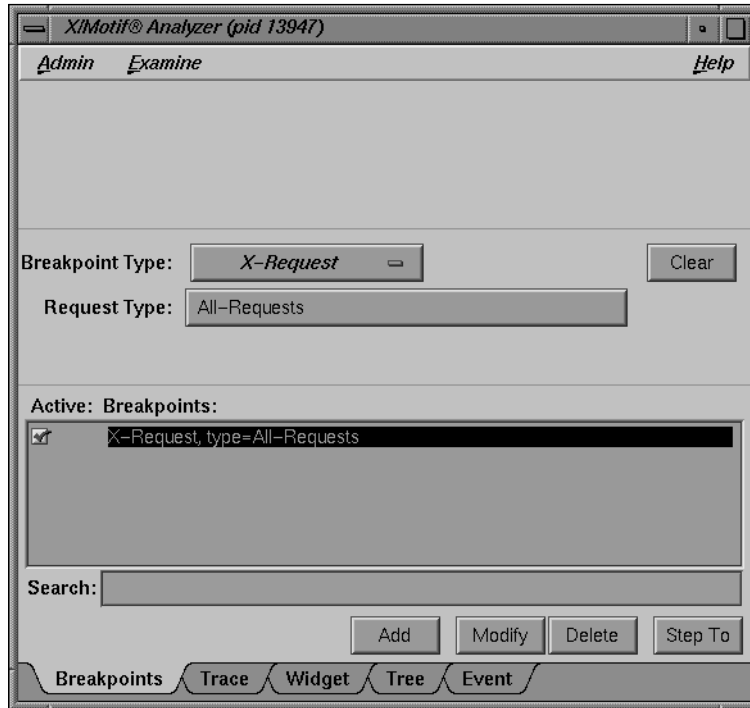 X/Motif® Analyzer (pid 13947)
Admin Examine Help
Breakpoint Type: X-Request Clear
Request Type: All-Requests
Active: Breakpoints:
X-Request, type=All-Requests
Search:
Add Modify Delete Step To
Breakpoints Trace Widget Tree Event